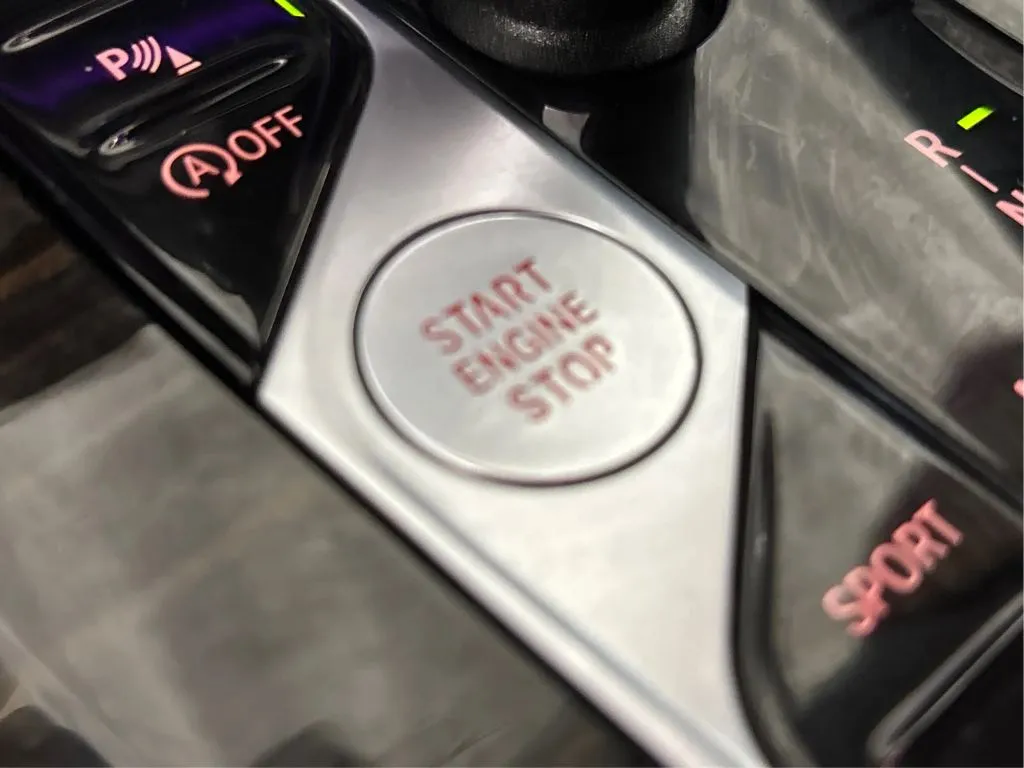 P
A OFF
START
ENGINE
STOP
R
N
SPORT